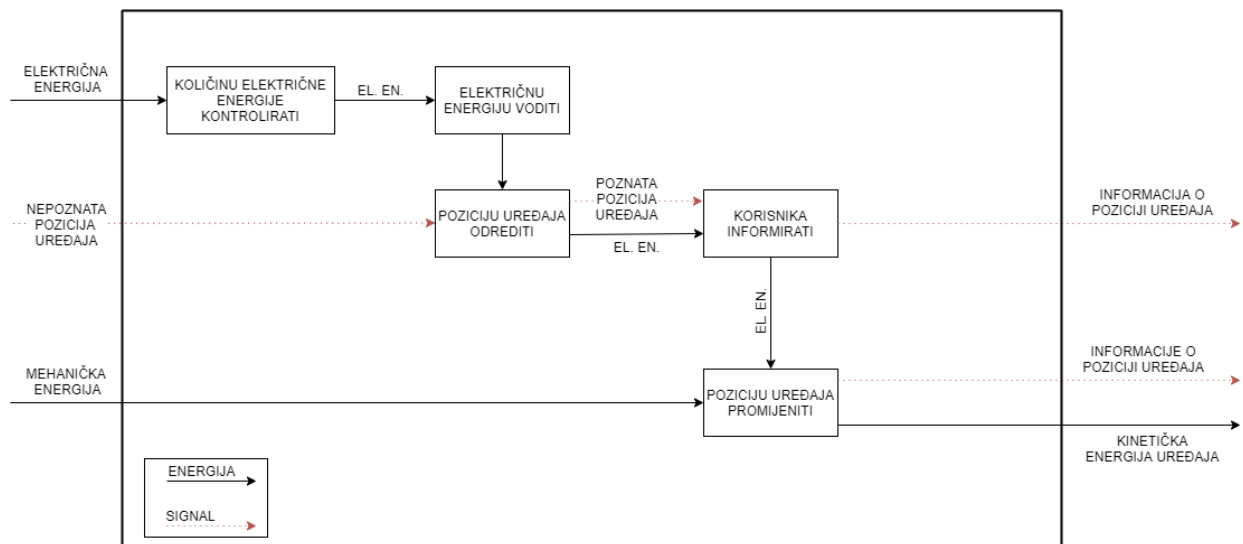 ELEKTRIČNA
ENERGIJA
KOLIČINU ELEKTRIČNE
ENERGIJE
KONTROLIRATI
EL. EN.
ELEKTRIČNU
ENERGIJU VODITI
NEPOZNATA
POZICIJA
UREĐAJA
POZICIJU UREĐAJA
ODREDITI
POZNATA
POZICIJA
UREĐAJA
EL. EN.
KORISNIKA
INFORMIRATI
INFORMACIJA O
POZICIJI UREĐAJA
EL. EN.
MEHANIČKA
ENERGIJA
POZICIJU UREĐAJA
PROMIJENITI
INFORMACIJE O
POZICIJI UREĐAJA
KINETIČKA
ENERGIJA UREĐAJA
ENERGIJA
SIGNAL